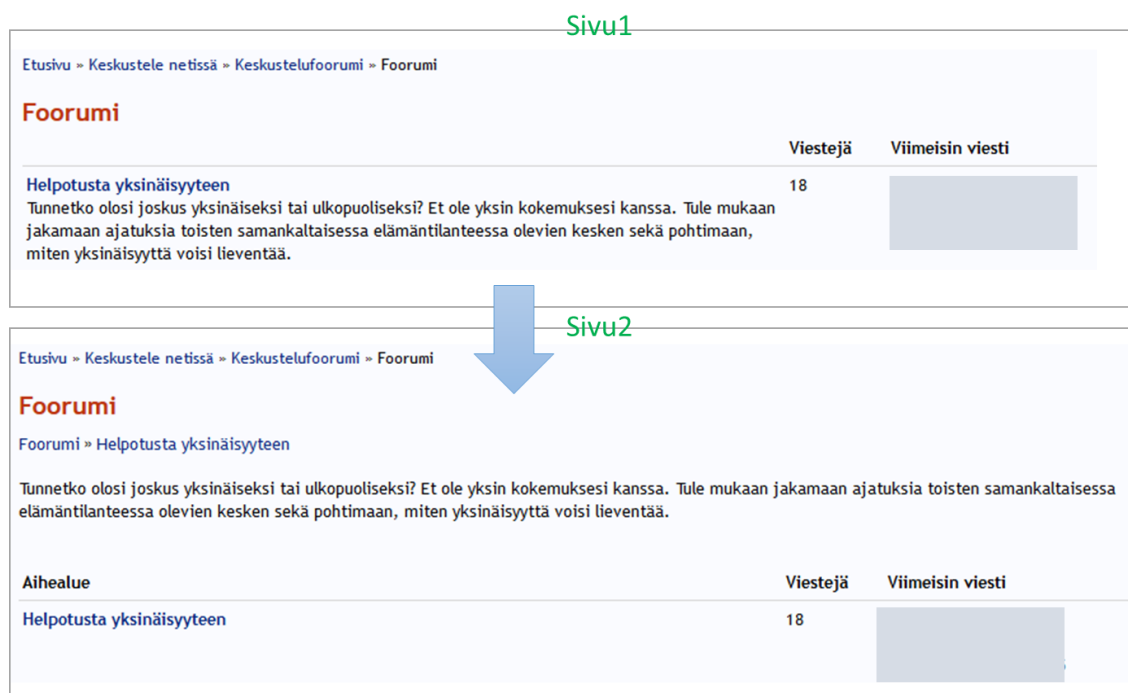 Sivu1
Etusivu » Keskustele netissä » Keskustelufoorumi » Foorumi
Foorumi
Viestejä Viimeisin viesti
Helpotusta yksinäisyyteen 18
Tunnetko olosi joskus yksinäiseksi tai ulkopuoliseksi? Et ole yksin kokemuksesi kanssa. Tule mukaan
jakamaan ajatuksia toisten samankaltaisessa elämäntilanteessa olevien kesken sekä pohtimaan,
miten yksinäisyyttä voisi lieventää.
Sivu2
Etusivu » Keskustele netissä » Keskustelufoorumi » Foorumi
Foorumi
Foorumi » Helpotusta yksinäisyyteen
Tunnetko olosi joskus yksinäiseksi tai ulkopuoliseksi? Et ole yksin kokemuksesi kanssa. Tule mukaan jakamaan ajatuksia toisten samankaltaisessa
elämäntilanteessa olevien kesken sekä pohtimaan, miten yksinäisyyttä voisi lieventää.
Aihealue Viestejä Viimeisin viesti
Helpotusta yksinäisyyteen 18